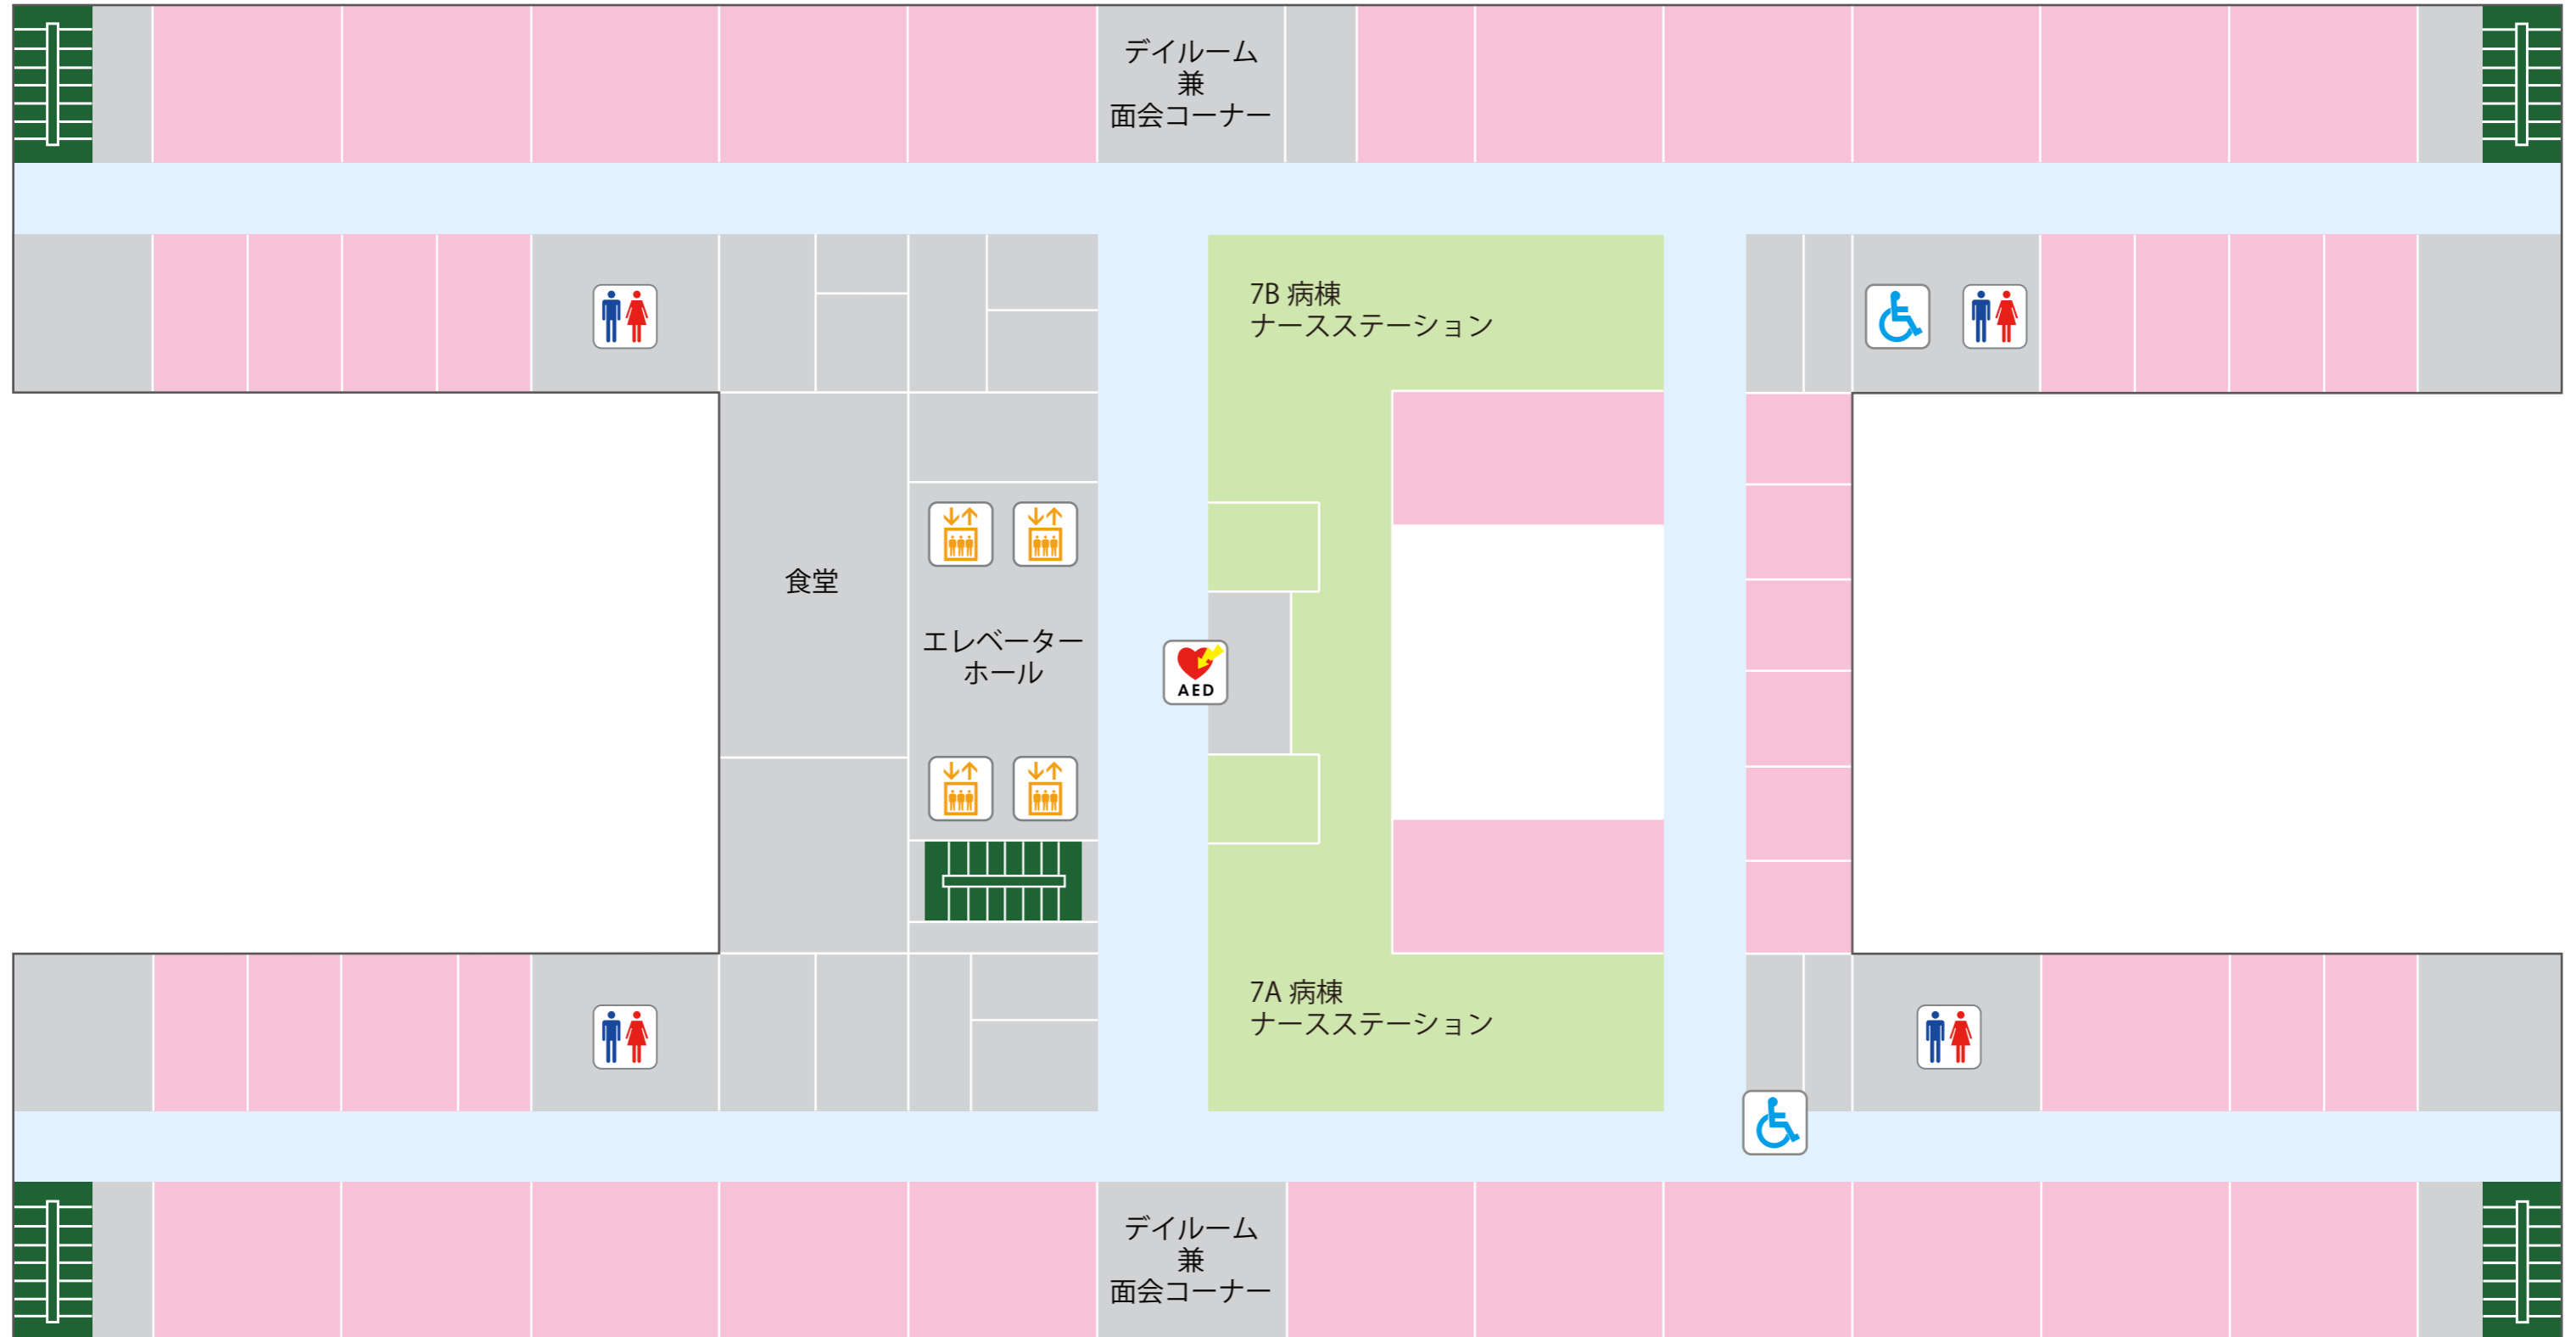 デイルーム
兼
面会コーナー
7B 病棟
ナースステーション
食堂
エレベーター
ホール
AED
7A 病棟
ナースステーション
デイルーム
兼
面会コーナー